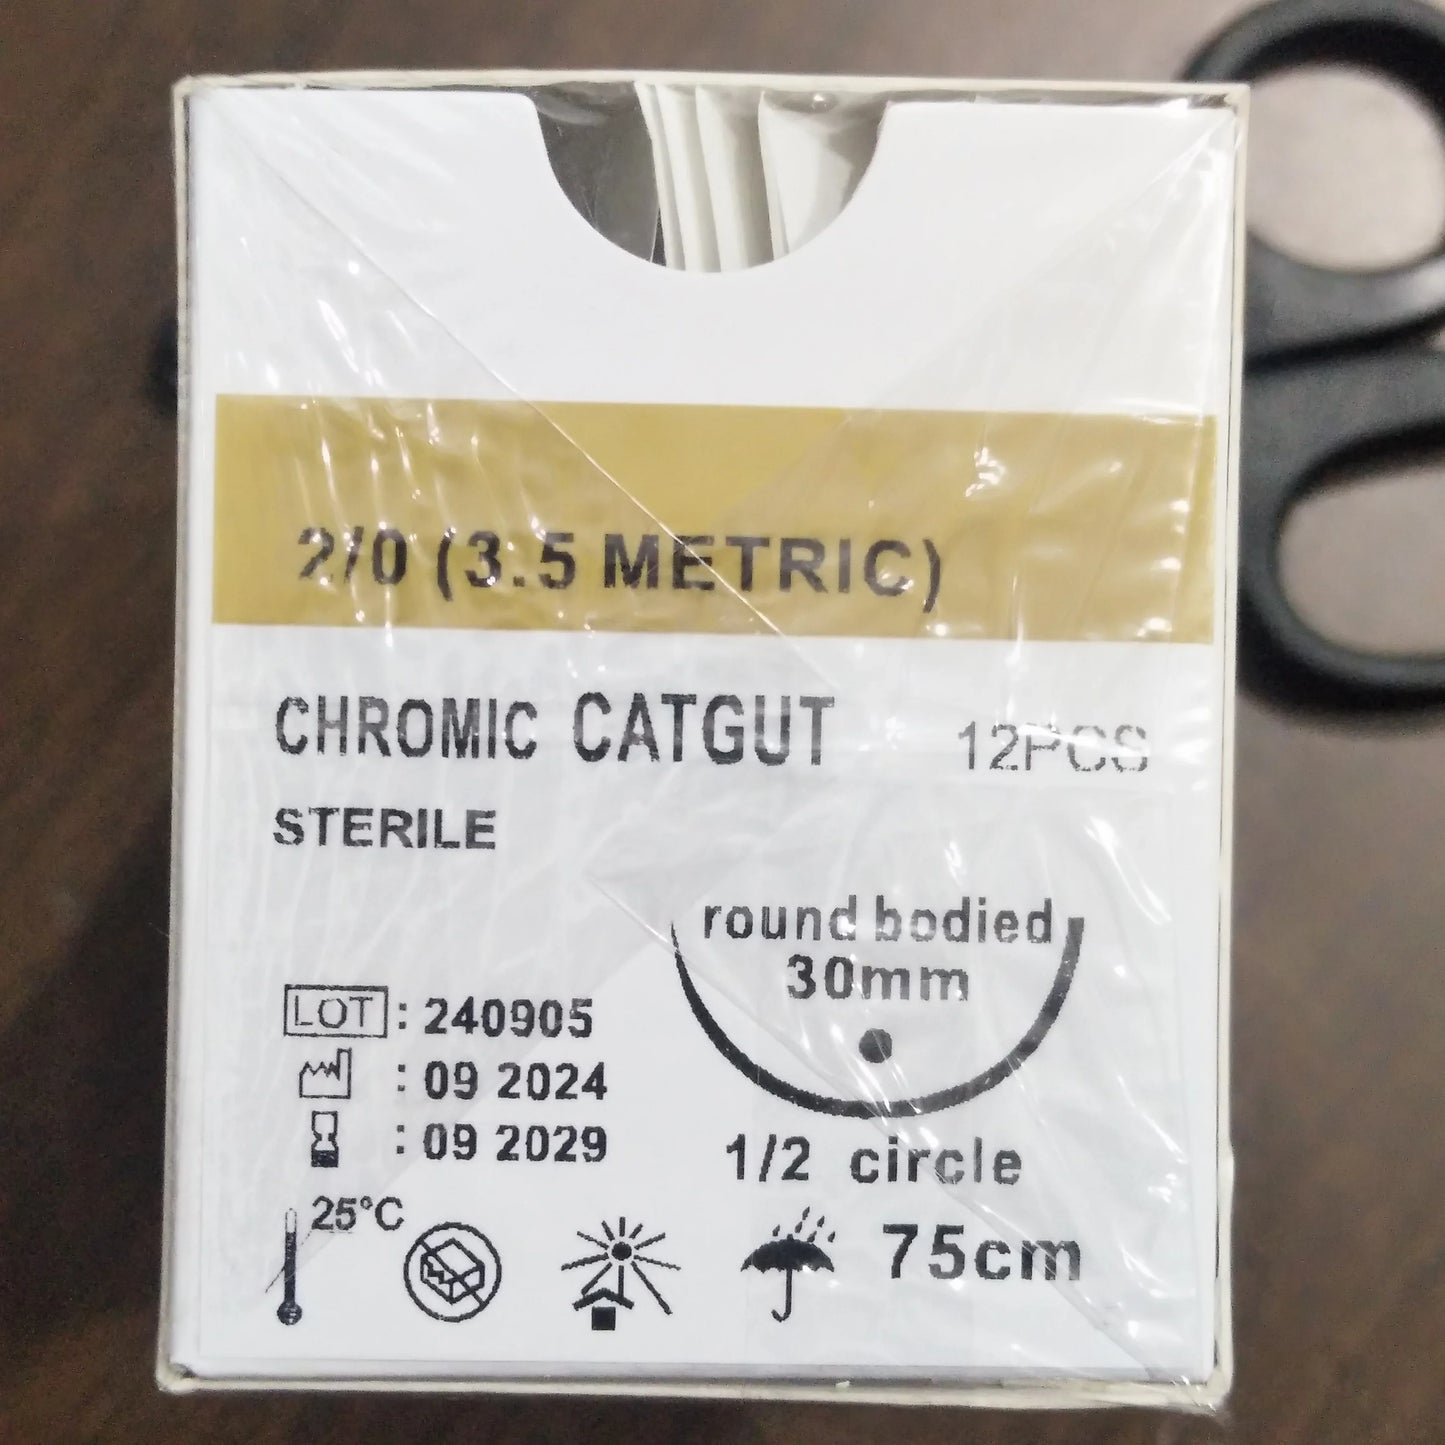 2/0 (3.5 METRIC)
CHROMIC CATGUT 12PCS
STERILE
round bodied
30mm
LOT : 240905
: 09 2024
: 09 2029
1/2 circle
25°C
75cm